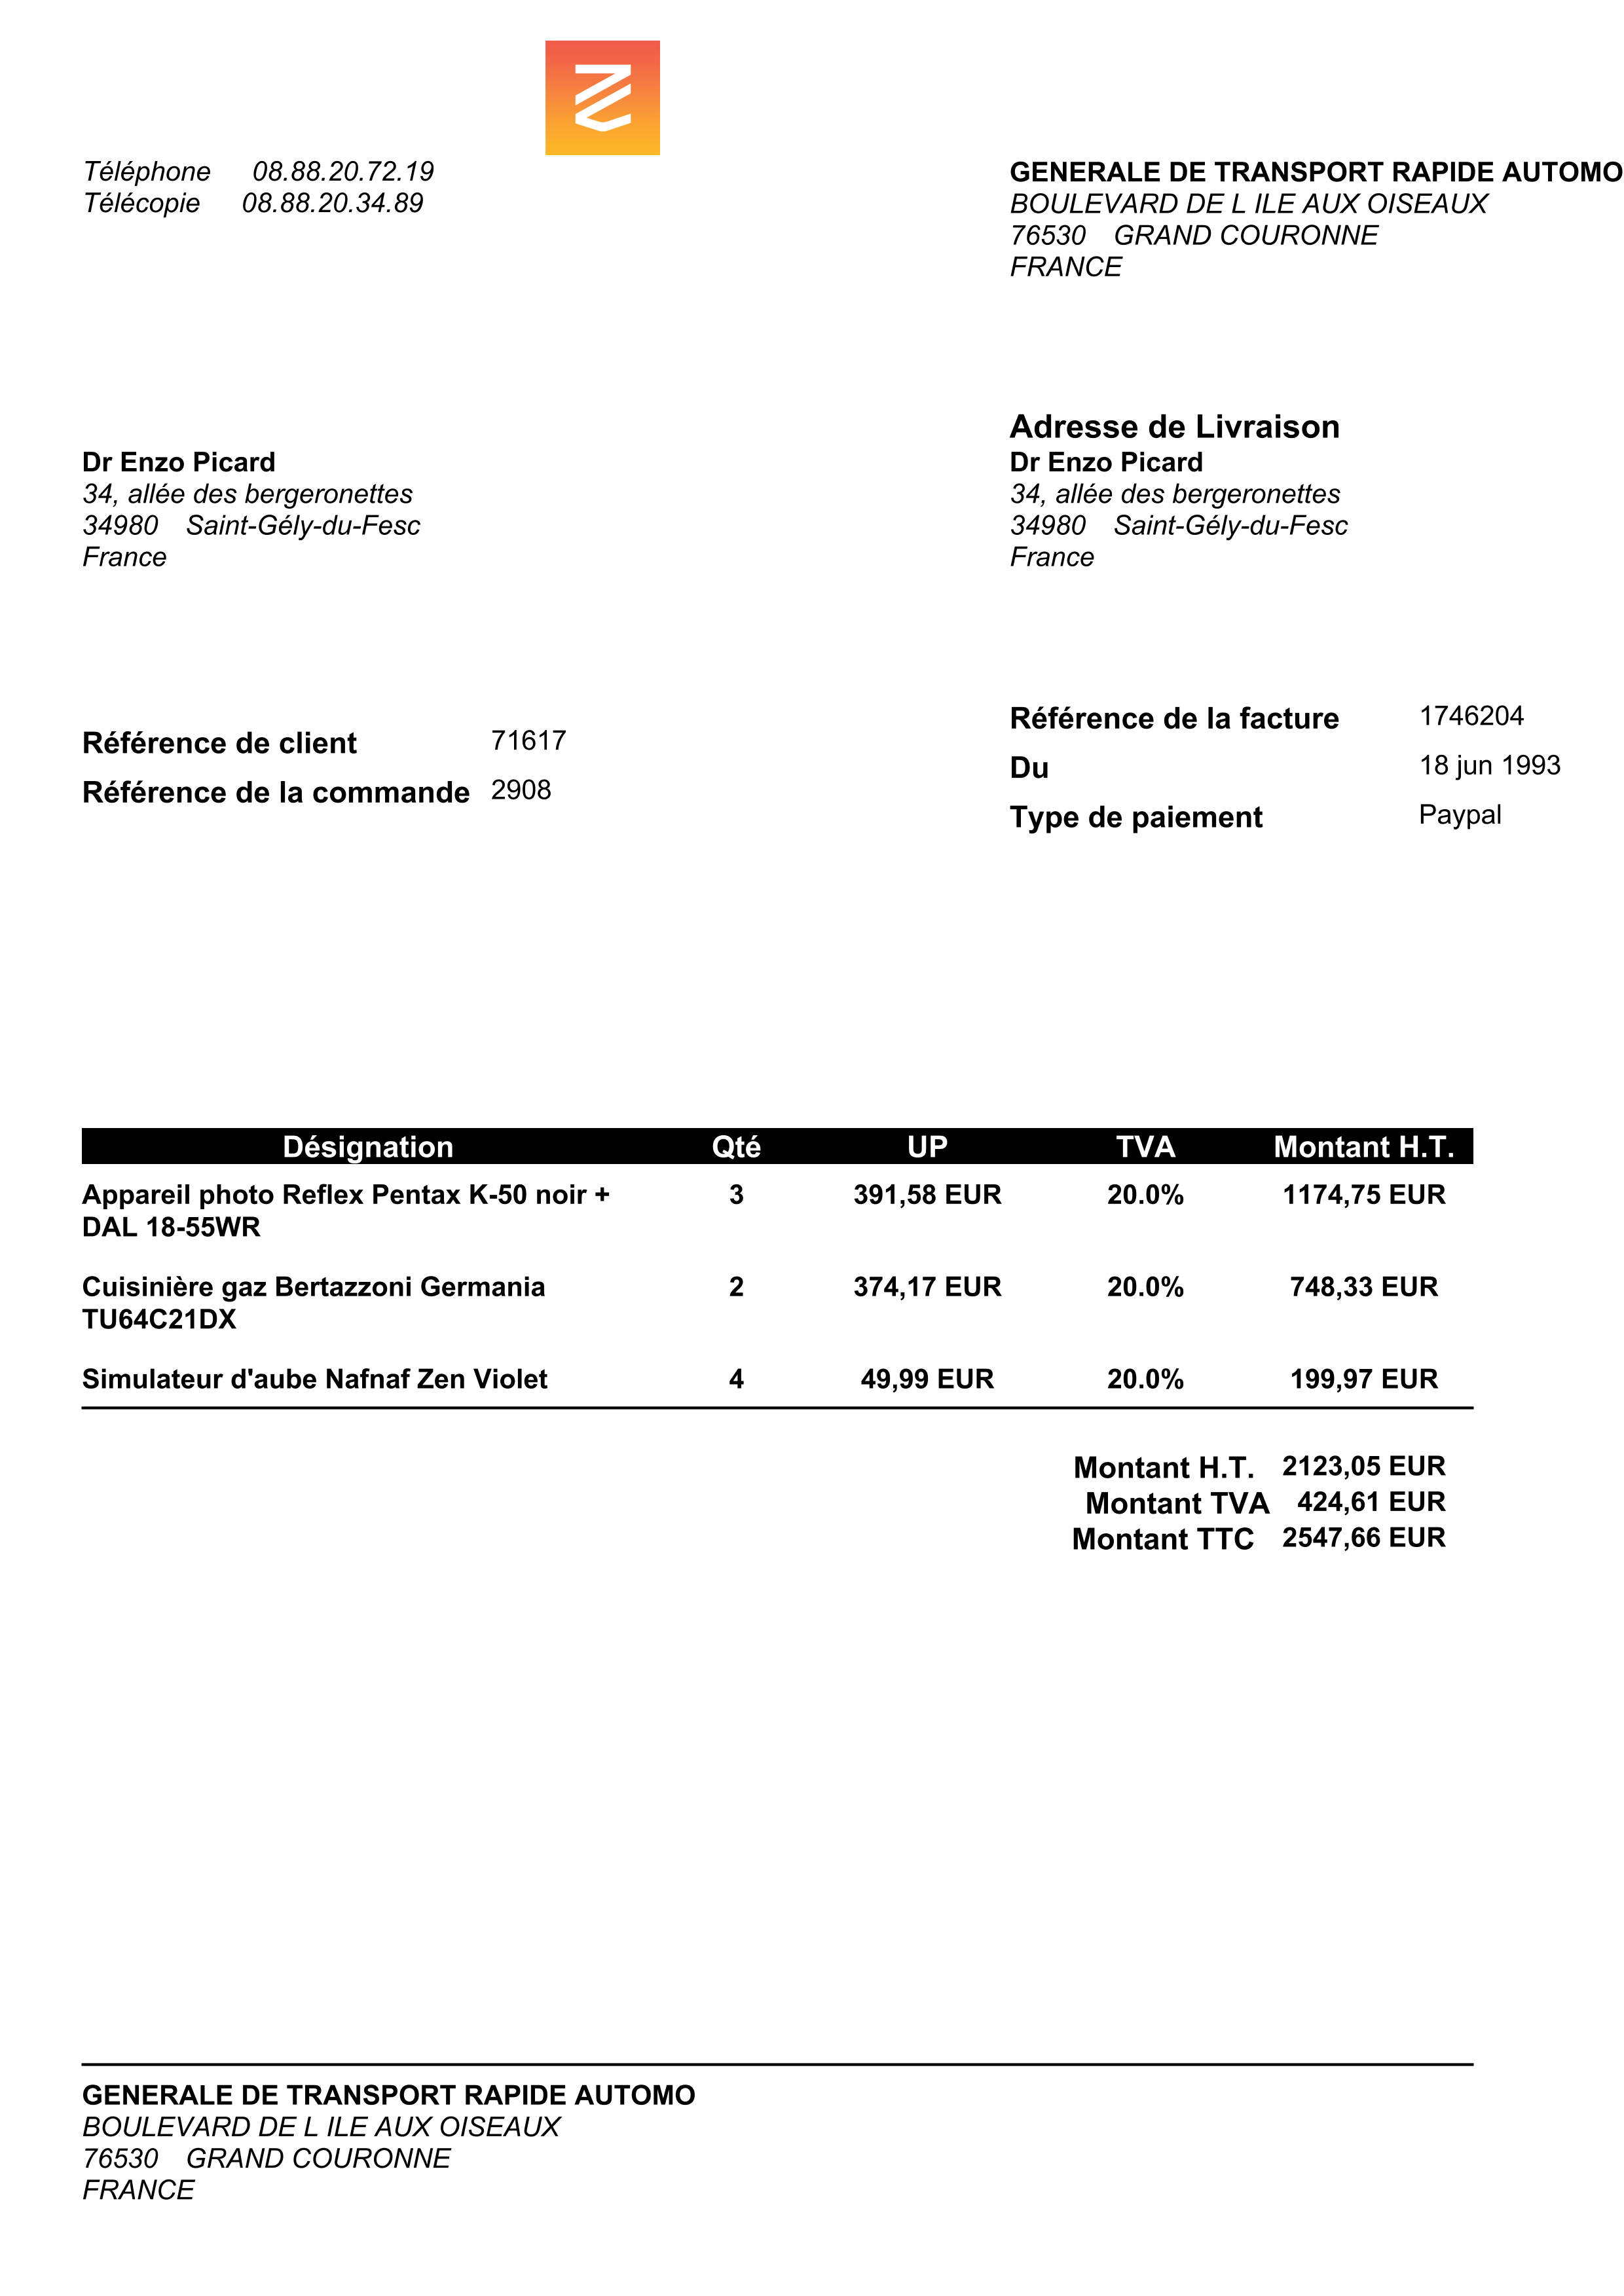 Téléphone 08.88.20.72.19
Télécopie 08.88.20.34.89
GENERALE DE TRANSPORT RAPIDE AUTOMO
BOULEVARD DE L ILE AUX OISEAUX
76530 GRAND COURONNE
FRANCE
Dr Enzo Picard
34, allée des bergeronettes
34980 Saint-Gély-du-Fesc
France
Adresse de Livraison
Dr Enzo Picard
34, allée des bergeronettes
34980 Saint-Gély-du-Fesc
France
Référence de client 71617
Référence de la commande 2908
Référence de la facture 1746204
Du 18 jun 1993
Type de paiement Paypal
Désignation Qté UP TVA Montant H.T.
Appareil photo Reflex Pentax K-50 noir + 3 391,58 EUR 20.0% 1174,75 EUR
DAL 18-55WR
Cuisinière gaz Bertazzoni Germania 2 374,17 EUR 20.0% 748,33 EUR
TU64C21DX
Simulateur d'aube Nafnaf Zen Violet 4 49,99 EUR 20.0% 199,97 EUR
Montant H.T. 2123,05 EUR
Montant TVA 424,61 EUR
Montant TTC 2547,66 EUR
GENERALE DE TRANSPORT RAPIDE AUTOMO
BOULEVARD DE L ILE AUX OISEAUX
76530 GRAND COURONNE
FRANCE